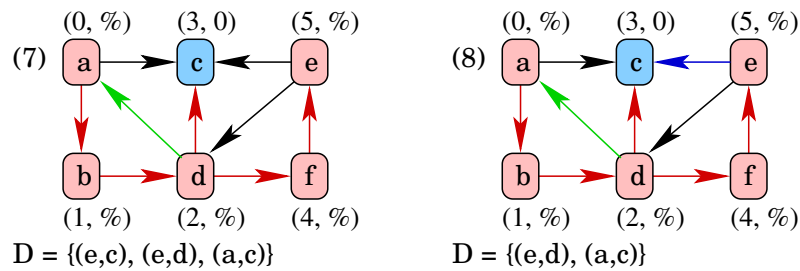 (0, %) (3, 0) (5, %)
(7) a c e
b d f
(1, %) (2, %) (4, %)
D = {(e,c), (e,d), (a,c)}
(0, %) (3, 0) (5, %)
(8) a c e
b d f
(1, %) (2, %) (4, %)
D = {(e,d), (a,c)}